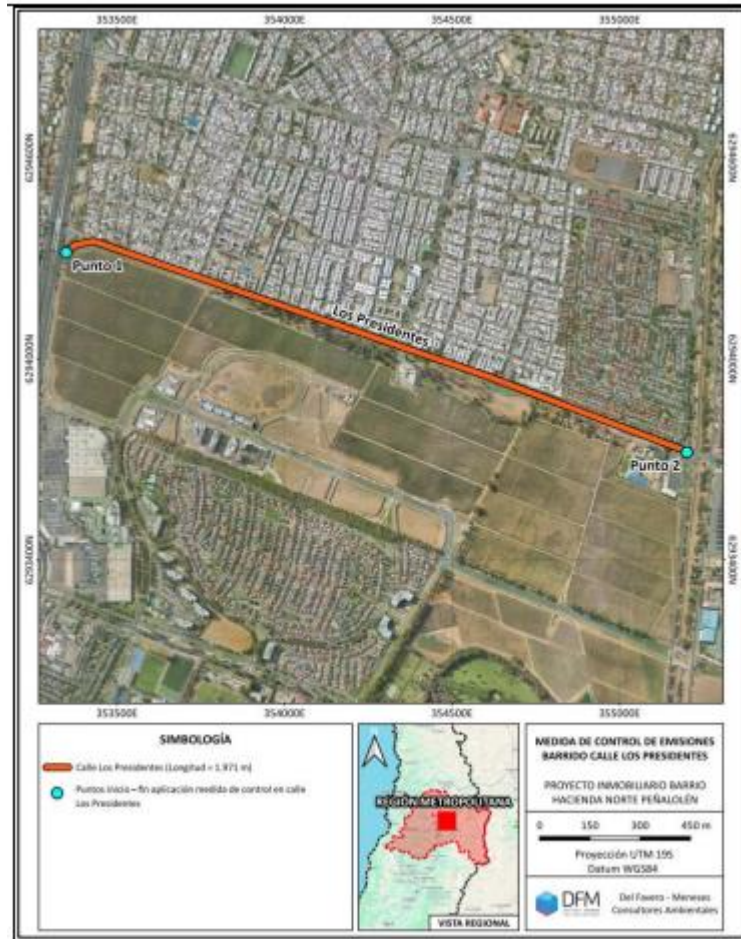 353500E 354000E 354500E 355000E
6294600N
6294600N
Punto 1
Los Presidentes
6294000N
6294000N
Punto 2
6293400N
6293400N
353500E 354000E 354500E 355000E
SIMBOLOGÍA
Calle Los Presidentes (Longitud = 1.971 m)
Puntos inicio – fin aplicación medida de control en calle
Los Presidentes
REGIÓN METROPOLITANA
VISTA REGIONAL
MEDIDA DE CONTROL DE EMISIONES
BARRIDO CALLE LOS PRESIDENTES
PROYECTO INMOBILIARIO BARRIO
HACIENDA NORTE PEÑALOLÉN
0 150 300 450 m
Proyección UTM 19S
Datum WGS84
DFM
Del Favero - Meneses
Consultores Ambientales